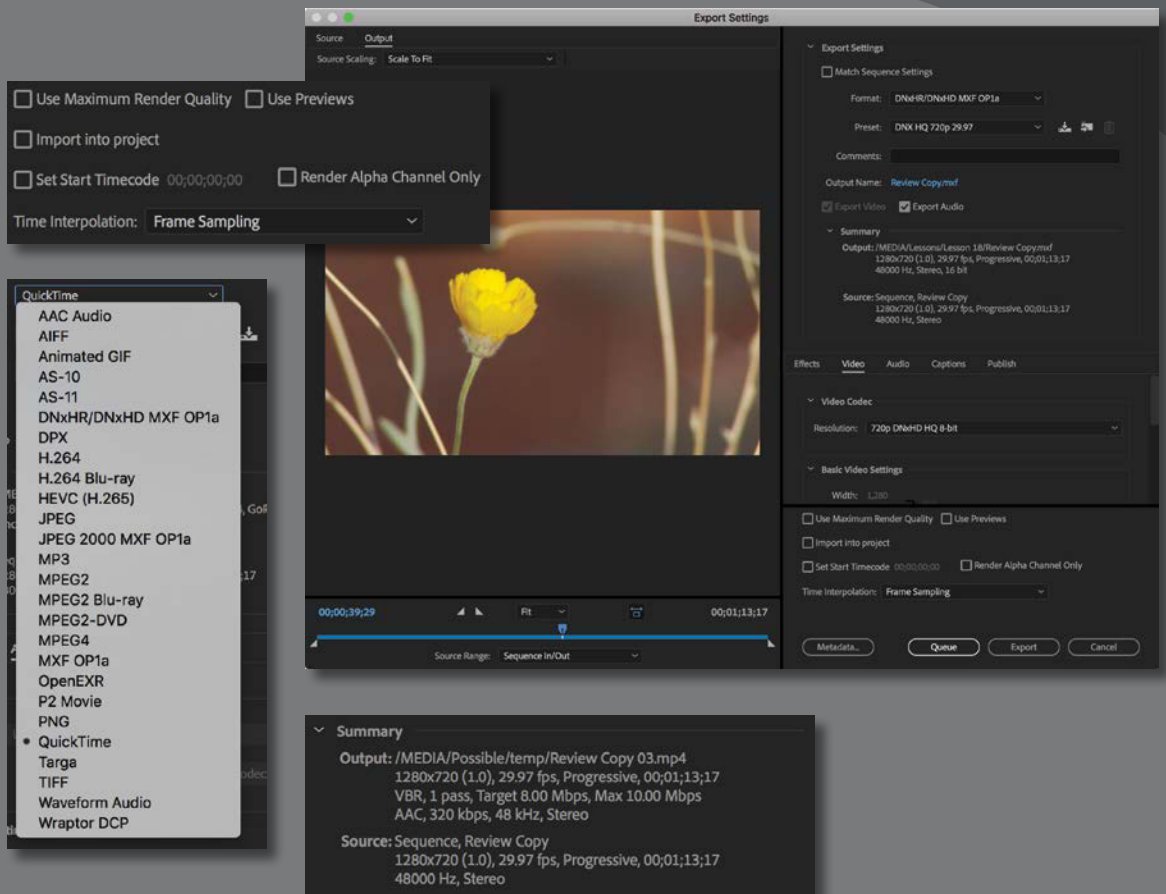 Export Settings
Source Output
Source Scaling: Scale To Fit
Export Settings
Match Sequence Settings
Format: DNxHR/DNxHD MXF OP1a
Preset: DNX HQ 720p 29.97
Comments:
Output Name: Review Copy.mxf
Export Video Export Audio
Summary
Output: /MEDIA/Lessons/Lesson 18/Review Copy.mxf
1280x720 (1.0), 29.97 fps, Progressive, 00;01;13;17
48000 Hz, Stereo, 16 bit
Source: Sequence, Review Copy
1280x720 (1.0), 29.97 fps, Progressive, 00;01;13;17
48000 Hz, Stereo
Effects Video Audio Captions Publish
Video Codec
Resolution: 720p DNxHD HQ 8-bit
Basic Video Settings
Width: 1,280
Use Maximum Render Quality Use Previews
Import into project
Set Start Timecode 00;00;00;00 Render Alpha Channel Only
Time Interpolation: Frame Sampling
Metadata... Queue Export Cancel
00;00;39;29 Fit 00;01;13;17
Source Range: Sequence In/Out
Use Maximum Render Quality Use Previews
Import into project
Set Start Timecode 00;00;00;00 Render Alpha Channel Only
Time Interpolation: Frame Sampling
QuickTime
AAC Audio
AIFF
Animated GIF
AS-10
AS-11
DNxHR/DNxHD MXF OP1a
DPX
H.264
H.264 Blu-ray
HEVC (H.265)
JPEG
JPEG 2000 MXF OP1a
MP3
MPEG2
MPEG2 Blu-ray
MPEG2-DVD
MPEG4
MXF OP1a
OpenEXR
P2 Movie
PNG
QuickTime
Targa
TIFF
Waveform Audio
Wraptor DCP
;17
Summary
Output: /MEDIA/Possible/temp/Review Copy 03.mp4
1280x720 (1.0), 29.97 fps, Progressive, 00;01;13;17
VBR, 1 pass, Target 8.00 Mbps, Max 10.00 Mbps
AAC, 320 kbps, 48 kHz, Stereo
Source: Sequence, Review Copy
1280x720 (1.0), 29.97 fps, Progressive, 00;01;13;17
48000 Hz, Stereo